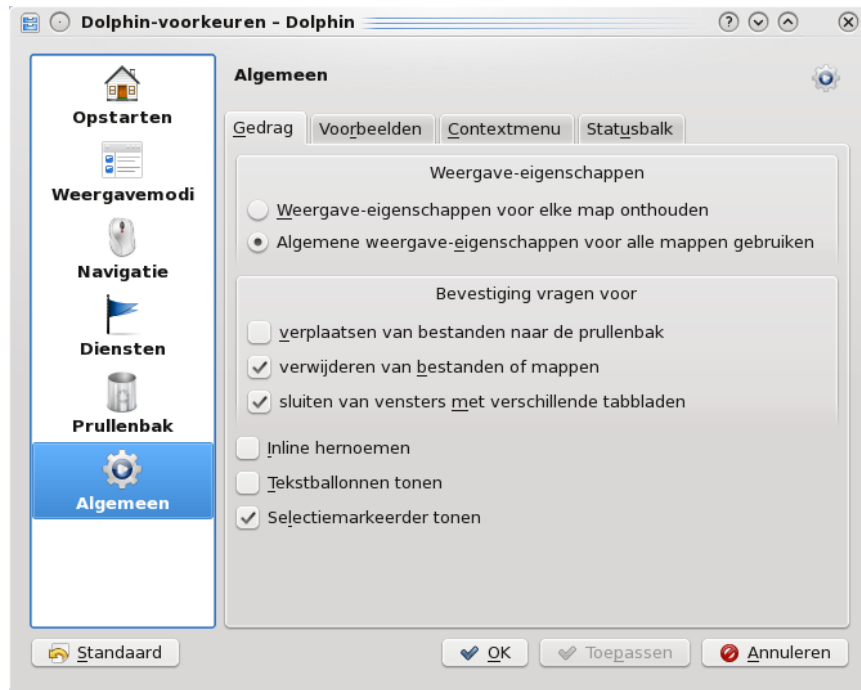 Dolphin-voorkeuren – Dolphin
Opstarten
Weergavemodi
Navigatie
Diensten
Prullenbak
Algemeen
Algemeen
Gedrag Voorbeelden Contextmenu Statusbalk
Weergave-eigenschappen
Weergave-eigenschappen voor elke map onthouden
Algemene weergave-eigenschappen voor alle mappen gebruiken
Bevestiging vragen voor
verplaatsen van bestanden naar de prullenbak
verwijderen van bestanden of mappen
sluiten van vensters met verschillende tabbladen
Inline hernoemen
Tekstballonnen tonen
Selectiemarkeerder tonen
Standaard OK Toepassen Annuleren